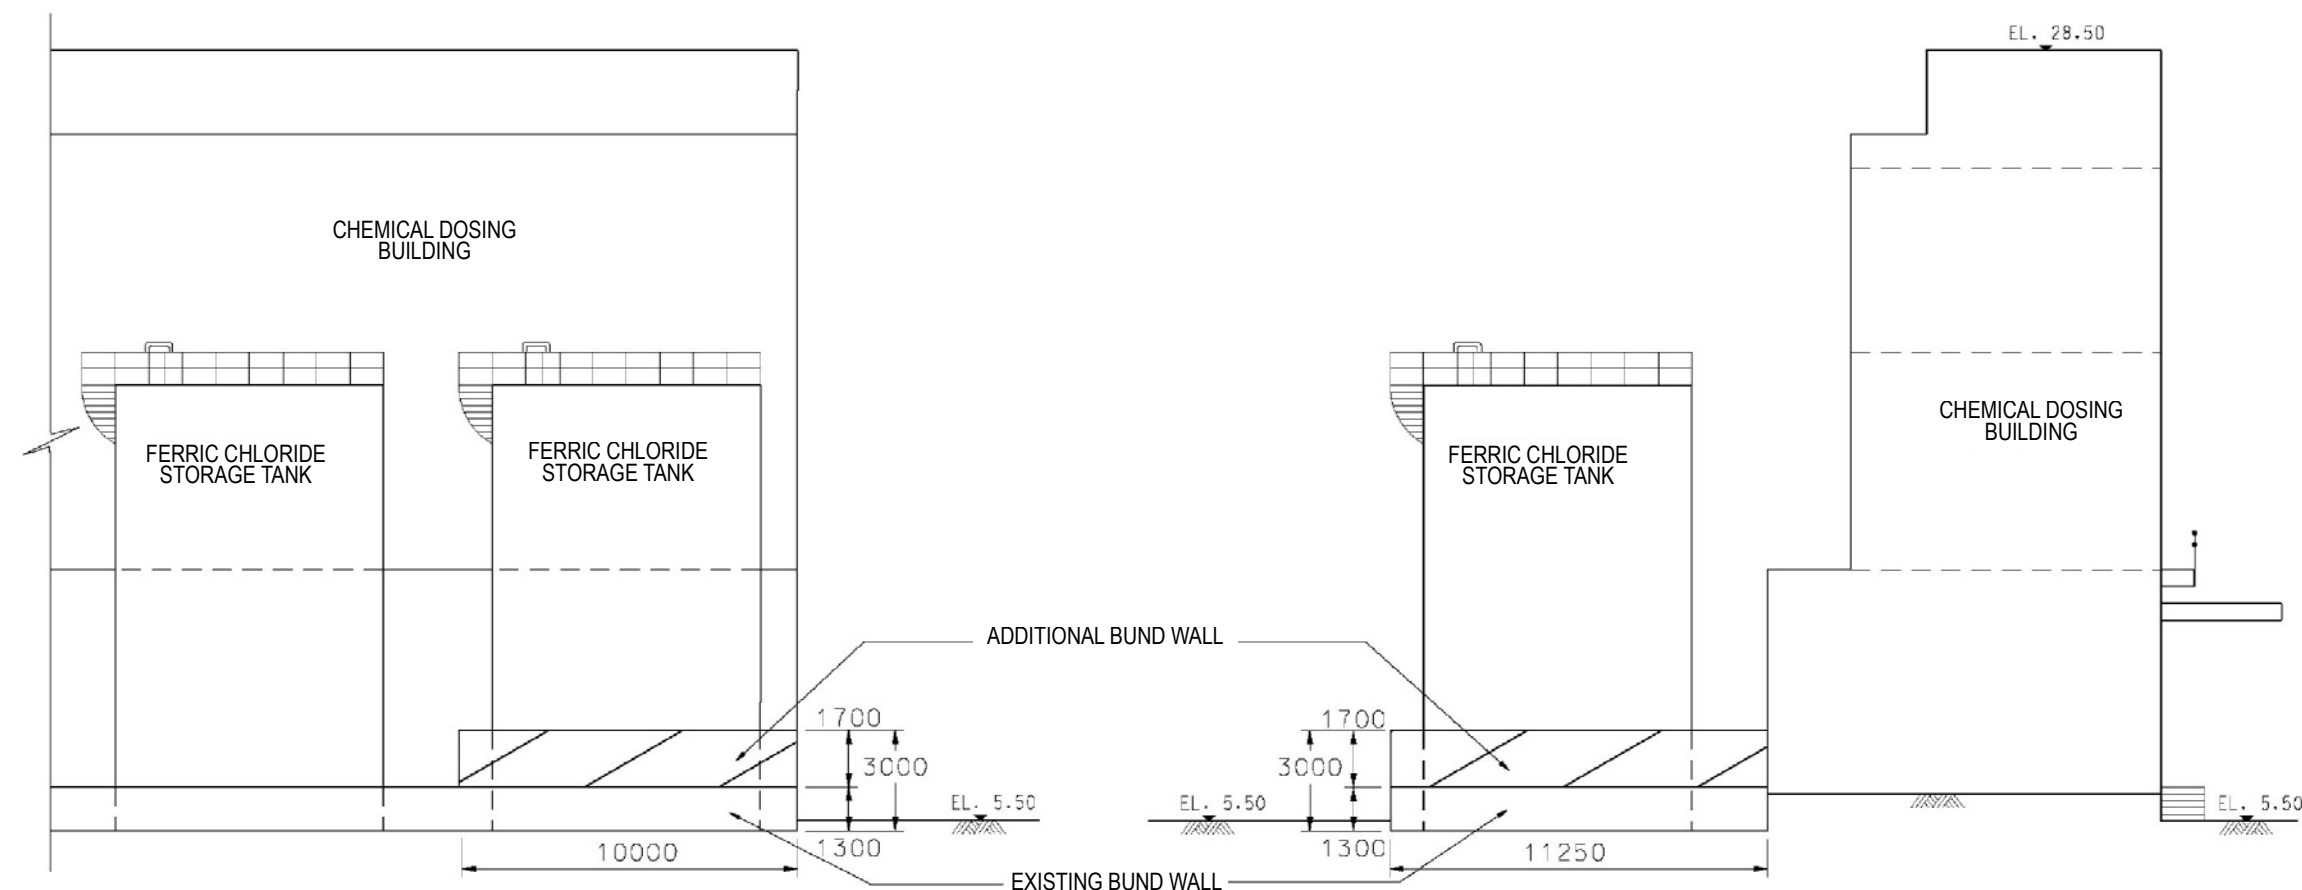 EL. 28.50
CHEMICAL DOSING
BUILDING
CHEMICAL DOSING
BUILDING
FERRIC CHLORIDE
STORAGE TANK
FERRIC CHLORIDE
STORAGE TANK
FERRIC CHLORIDE
STORAGE TANK
ADDITIONAL BUND WALL
1700
3000
1300
EL. 5.50
10000
EL. 5.50
1700
3000
1300
11250
EL. 5.50
EXISTING BUND WALL